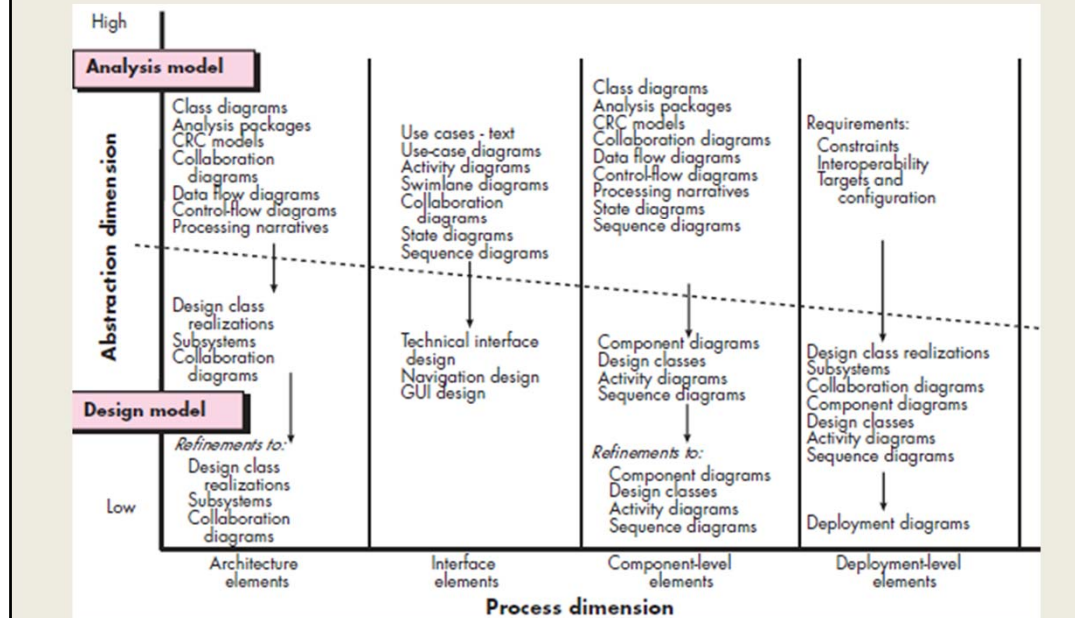 High
Analysis model
Abstraction dimension
Design model
Low
Class diagrams
Analysis packages
CRC models
Collaboration
diagrams
Data flow diagrams
Control-flow diagrams
Processing narratives
Design class
realizations
Subsystems
Collaboration
diagrams
Refinements to:
Design class
realizations
Subsystems
Collaboration
diagrams
Use cases - text
Use-case diagrams
Activity diagrams
Swimlane diagrams
Collaboration
diagrams
State diagrams
Sequence diagrams
Technical interface
design
Navigation design
GUI design
Class diagrams
Analysis packages
CRC models
Collaboration diagrams
Data flow diagrams
Control-flow diagrams
Processing narratives
State diagrams
Sequence diagrams
Component diagrams
Design classes
Activity diagrams
Sequence diagrams
Refinements to:
Component diagrams
Design classes
Activity diagrams
Sequence diagrams
Requirements:
Constraints
Interoperability
Targets and
configuration
Design class realizations
Subsystems
Collaboration diagrams
Component diagrams
Design classes
Activity diagrams
Sequence diagrams
Deployment diagrams
Architecture
elements
Interface
elements
Component-level
elements
Deployment-level
elements
Process dimension